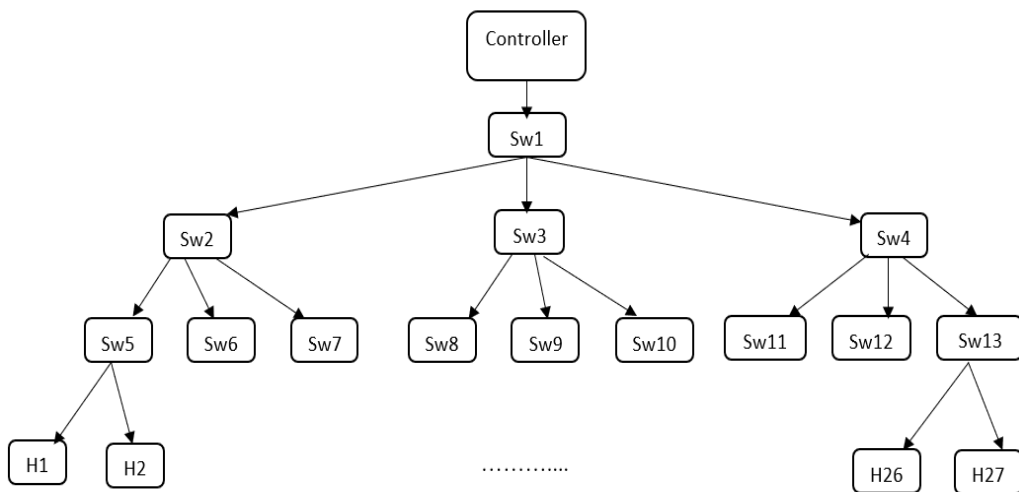 Controller
Sw1
Sw2
Sw3
Sw4
Sw5
Sw6
Sw7
Sw8
Sw9
Sw10
Sw11
Sw12
Sw13
H1
H2
.............
H26
H27